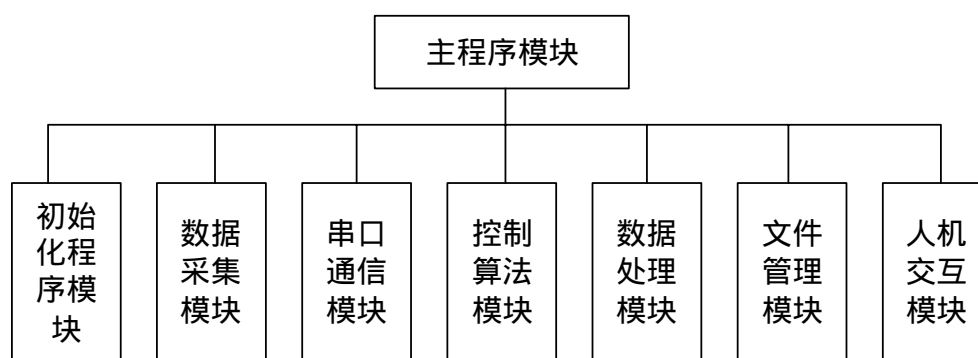 主程序模块
初始
化程
序模
块
数据
采集
模块
串口
通信
模块
控制
算法
模块
数据
处理
模块
文件
管理
模块
人机
交互
模块